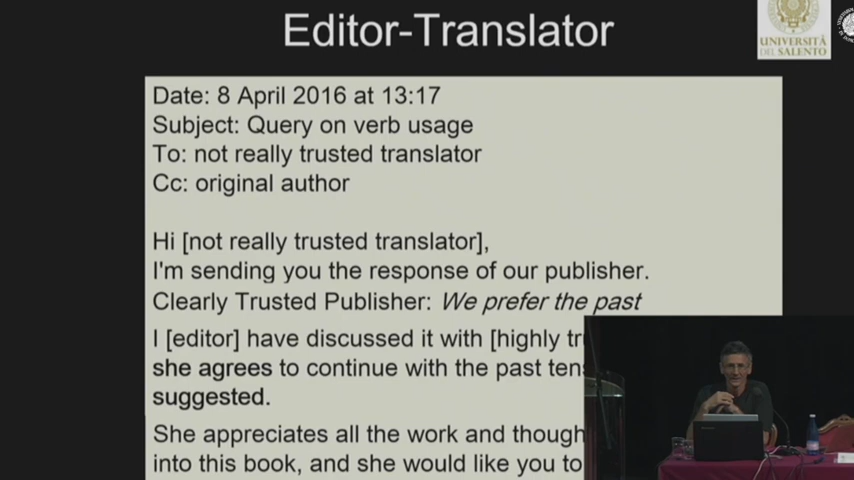 Editor-Translator
UNIVERSITÀ
DEL SALENTO
Date: 8 April 2016 at 13:17
Subject: Query on verb usage
To: not really trusted translator
Cc: original author
Hi [not really trusted translator],
I'm sending you the response of our publisher.
Clearly Trusted Publisher: We prefer the past
I [editor] have discussed it with [highly
she agrees to continue with the past
suggested.
She appreciates all the work and
into this book, and she would like you to